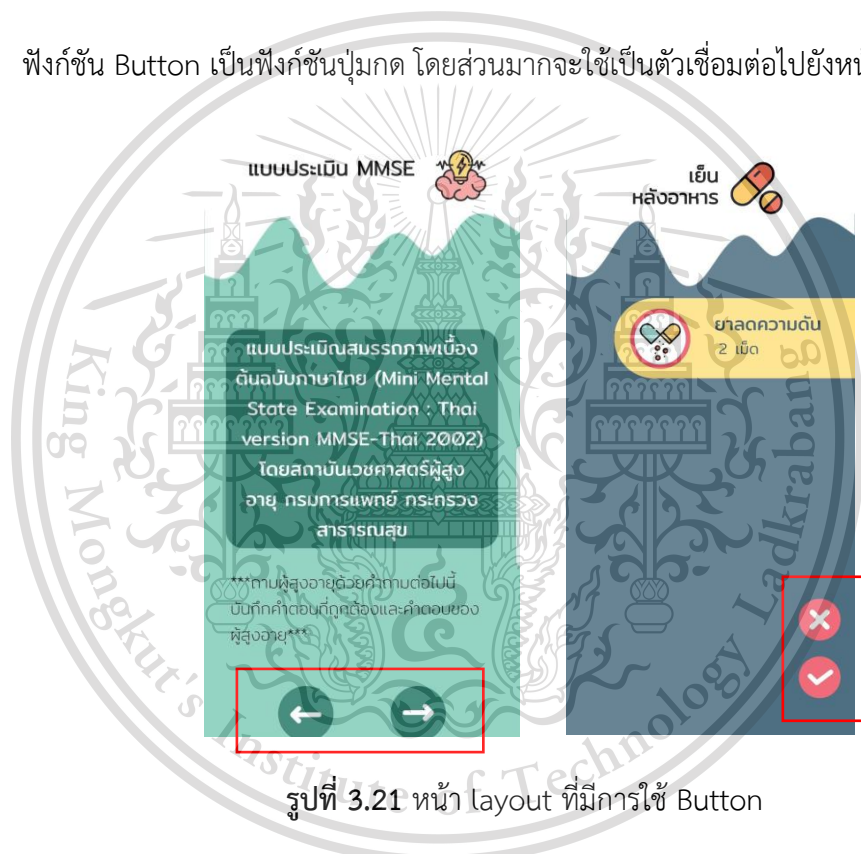 ฟังก์ชัน Button เป็นฟังก์ชันปุ่มกด โดยส่วนมากจะใช้เป็นตัวเชื่อมต่อไปยัง
แบบประเมิน MMSE
แบบประเมิณสมรรถภาพเบื้อง
ต้นฉบับภาษาไทย (Mini Mental
State Examination : Thai
version MMSE-Thai 2002)
โดยสถาบันเวชศาสตร์ผู้สูง
อายุ กรมการแพทย์ กระทรวง
สาธารณสุข
***ถามผู้สูงอายุด้วยคำถามต่อไปนี้
บันทึกคำตอบที่ถูกต้องและคำตอบของ
ผู้สูงอายุ***
เย็น
หลังอาหาร
ยาลดความดัน
2 เม็ด
รูปที่ 3.21 หน้า layout ที่มีการใช้ Button
King Mongkut's Institute of Technology Ladkrabang